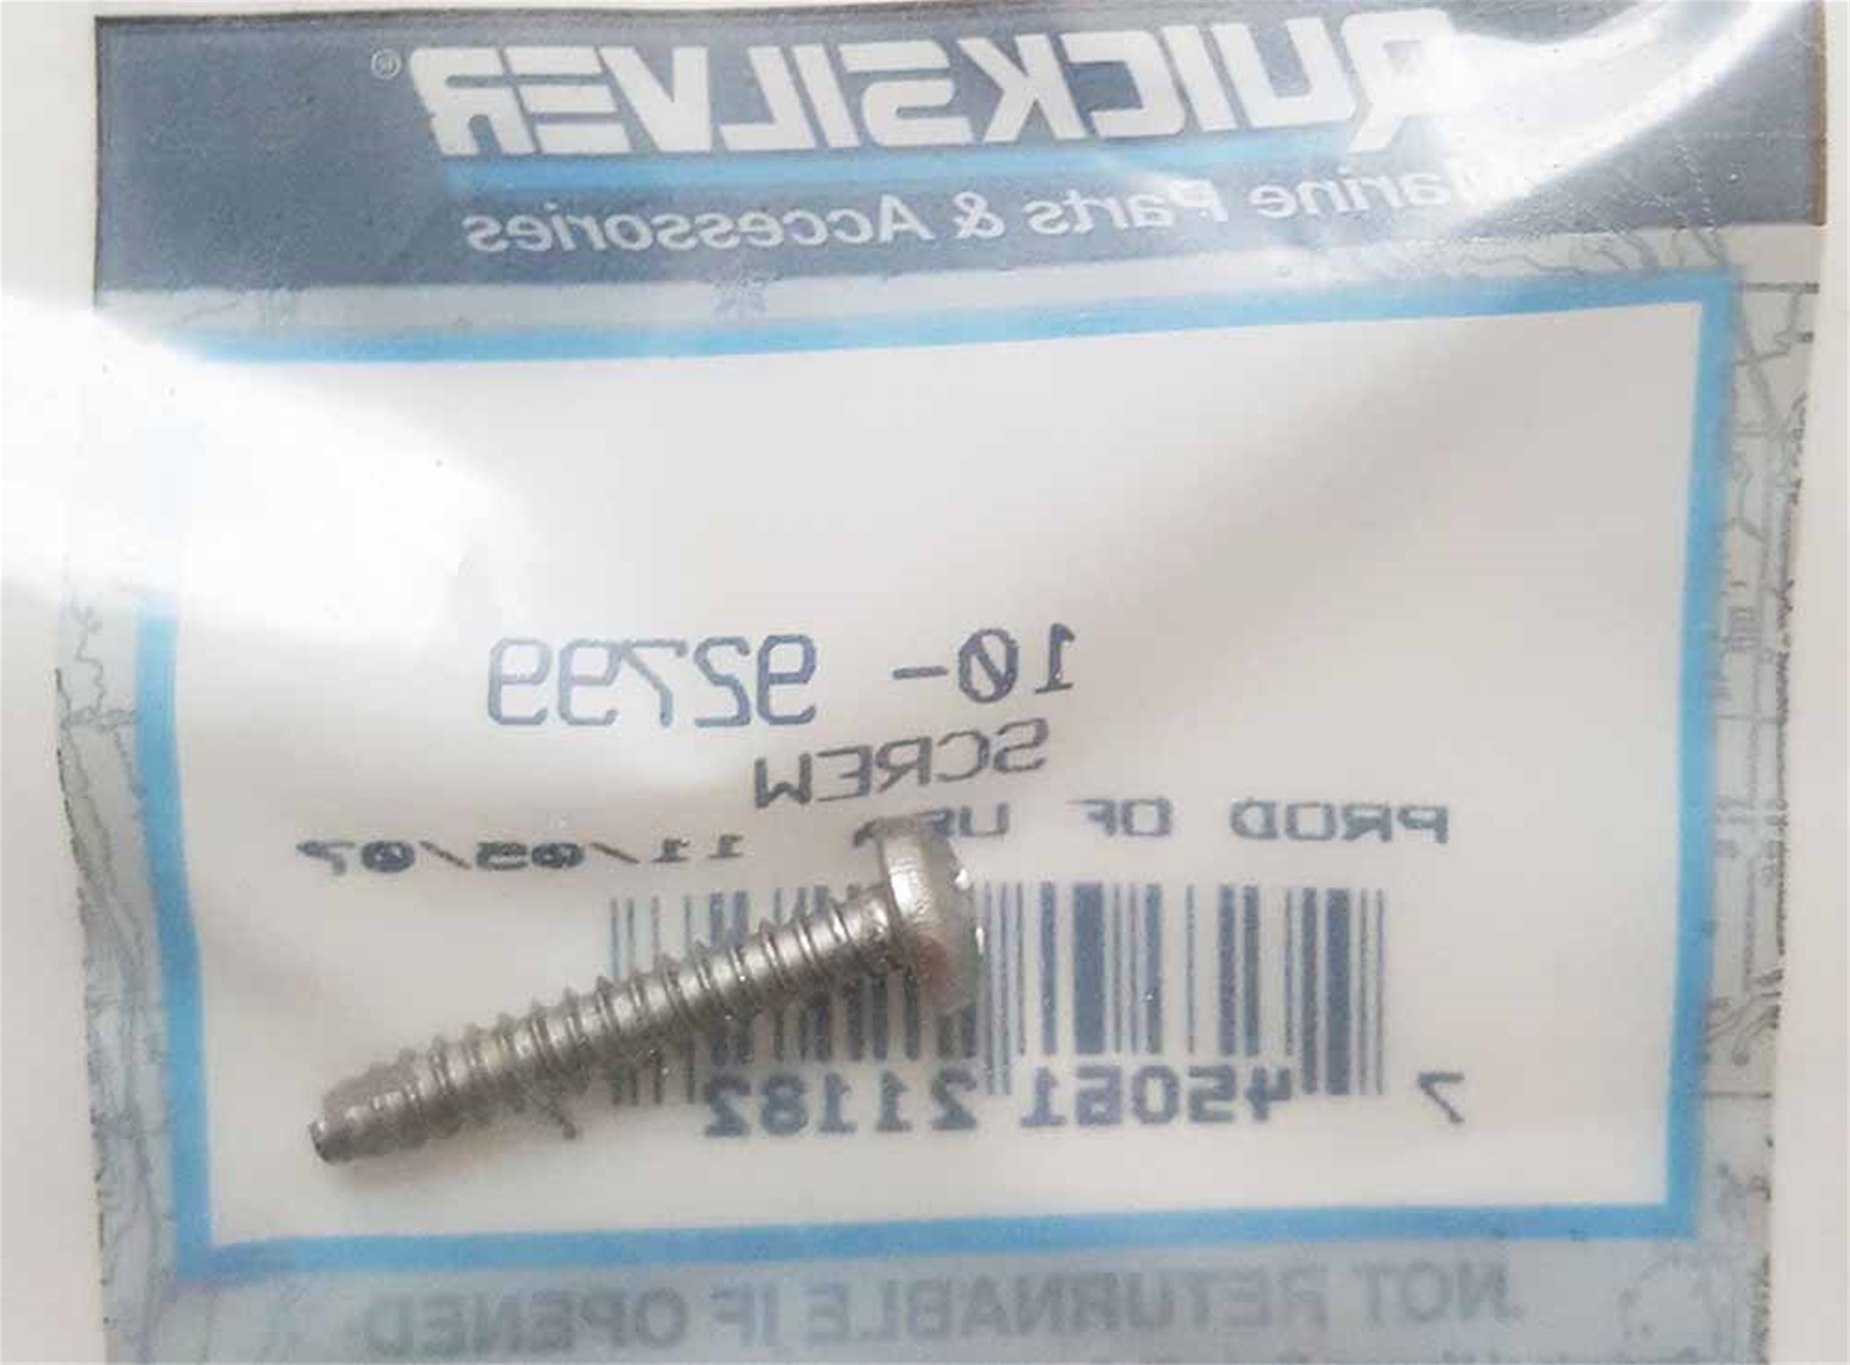 QUICKSILVER®
Marine Parts & Accessories
10- 92799
SCREW
PROD OF USA 11/05/07
7 45061 21182
NOT RETURNABLE IF OPENED